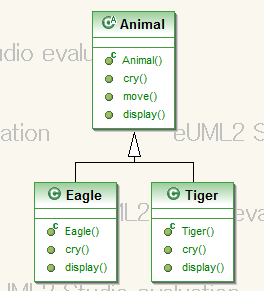 Animal
Animal()
cry()
move()
display()
Eagle
Eagle()
cry()
display()
Tiger
Tiger()
cry()
display()